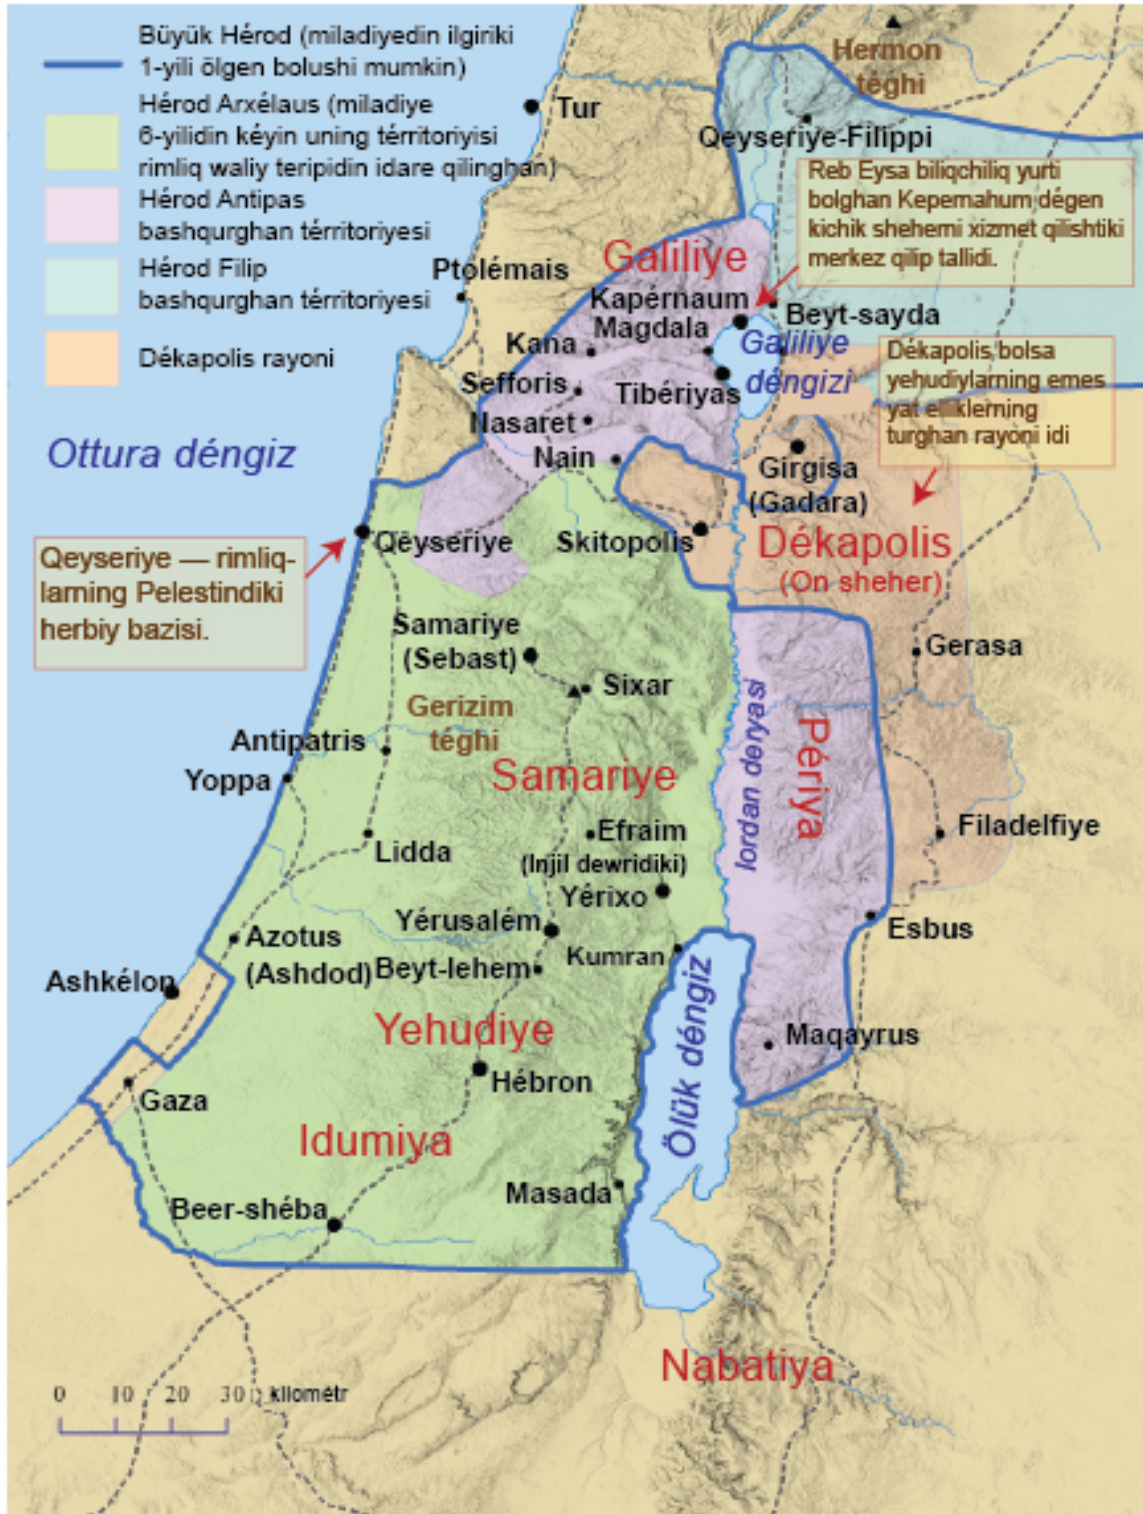 Büyük Hérod (miladiyedin ilgiriki
1-yili ölgen bolushi mumkin)
Hérod Arxélaus (miladiye
6-yilidin kéyin uning térritoriyisi
rimliq waliy teripidin idare qilinghan)
Hérod Antipas
bashqurghan térritoriyesi
Hérod Filip
bashqurghan térritoriyesi
Dékapolis rayoni
Hermon
téghi
Tur
Qeyseriye-Filippi
Reb Eysa biliqchiliq yurti
bolghan Kepernahum dégen
kichik sheherni xizmet qilishtiki
merkez qilip tallidi.
Galiliye
Ptolémais
Kapérnaum
Beyt-sayda
Magdala
Kana
Galiliye
déngizi
Dékapolis bolsa
yehudiylarning emes
yat elliklerning
turghan rayoni idi
Sefforis
Tibériyas
Nasaret
Ottura déngiz
Nain
Girgisa
(Gadara)
Qeyseriye
Skitopolis
Dékapolis
(On sheher)
Qeyseriye — rimliq-
larning Pelestindiki
herbiy bazisi.
Samariye
(Sebast)
Gerasa
Sixar
Gerizim
téghi
Iordan deryasi
Périya
Antipatris
Yoppa
Samariye
Efraim
(Injil dewridiki)
Filadelfiye
Lidda
Yérixo
Yérusalém
Esbus
Azotus
(Ashdod)
Kumran
Beyt-lehem
Ashkélon
Ölük déngiz
Yehudiye
Maqayrus
Hébron
Gaza
Idumiya
Masada
Beer-shéba
Nabatiya
0 10 20 30 kilométr